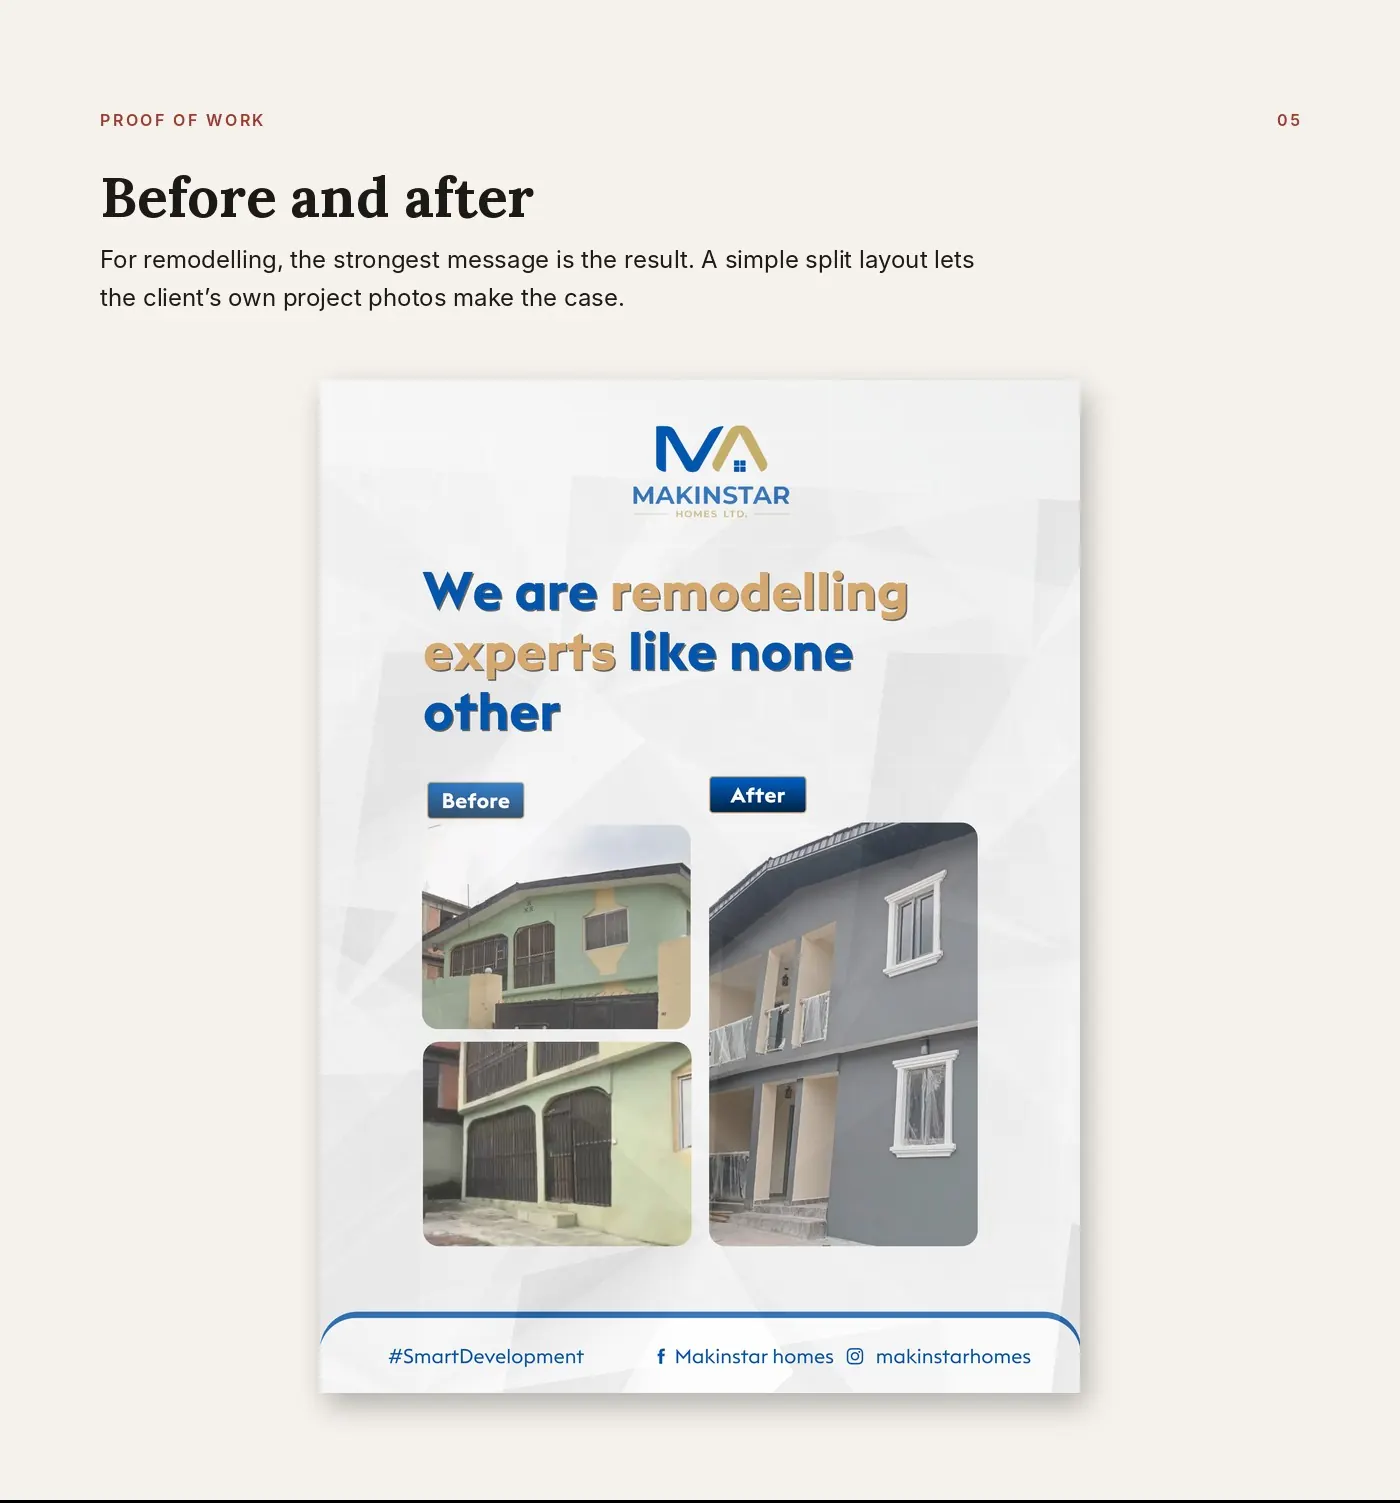 PROOF OF WORK
05
Before and after
For remodelling, the strongest message is the result. A simple split layout lets
the client’s own project photos make the case.
MAKINSTAR
HOMES LTD.
We are remodelling
experts like none
other
Before
After
#SmartDevelopment
Makinstar homes
makinstarhomes